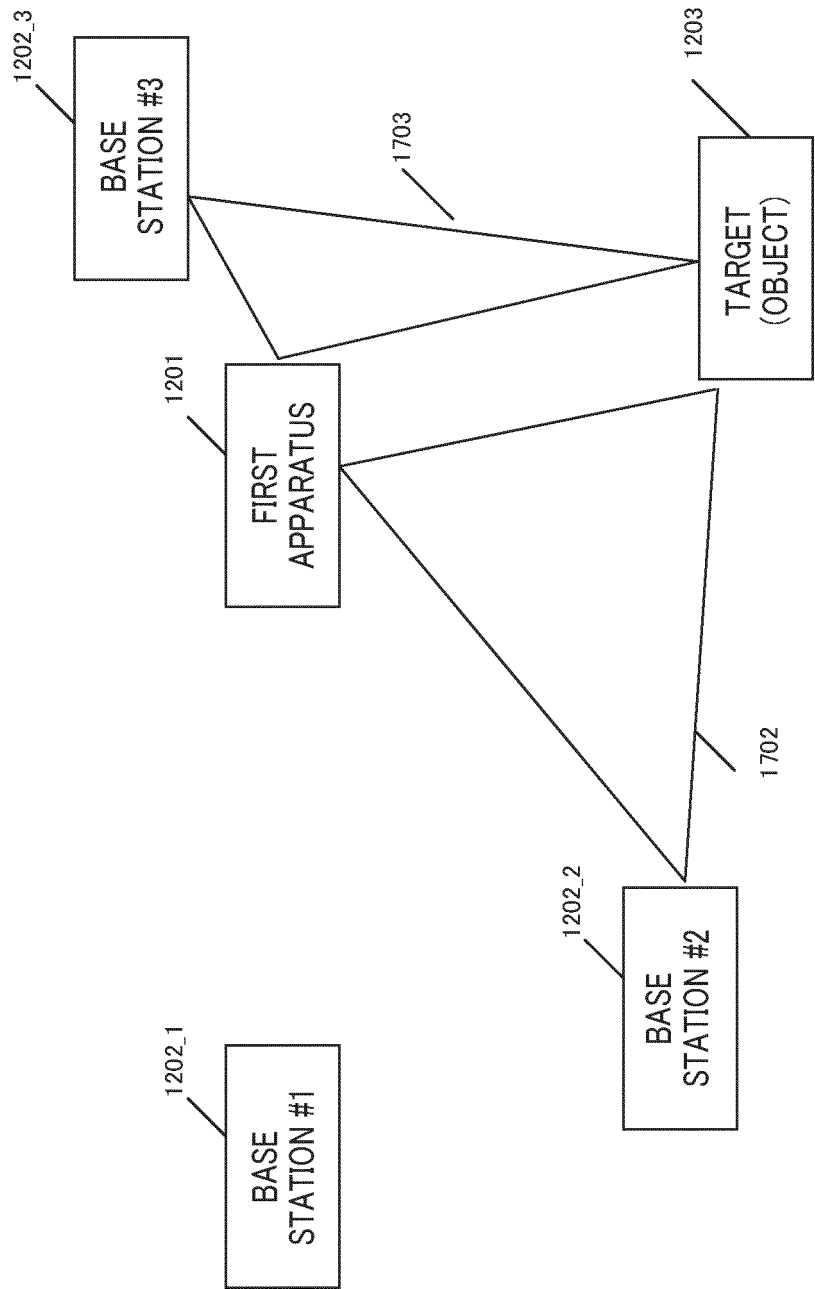 1202_3
BASE
STATION #3
1703
1203
TARGET
(OBJECT)
1201
FIRST
APPARATUS
1702
1202_2
BASE
STATION #2
1202_1
BASE
STATION #1